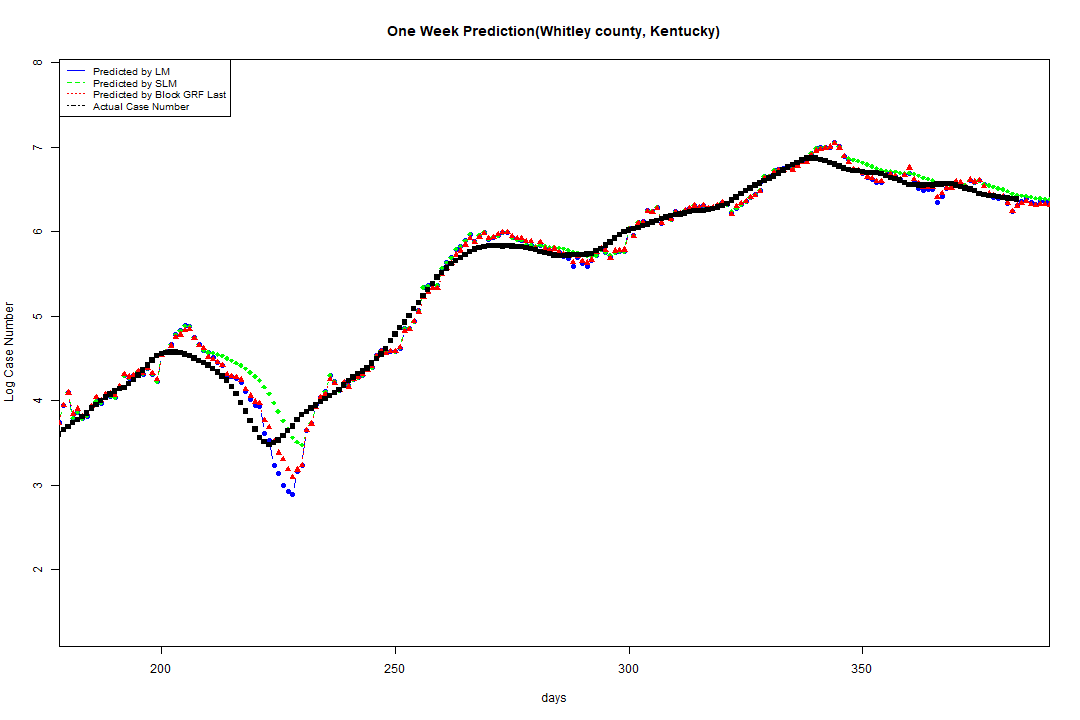 One Week Prediction(Whitley county, Kentucky)
Predicted by LM
Predicted by SLM
Predicted by Block GRF Last
Actual Case Number
Log Case Number
8
7
6
5
4
3
2
200 250 300 350
days